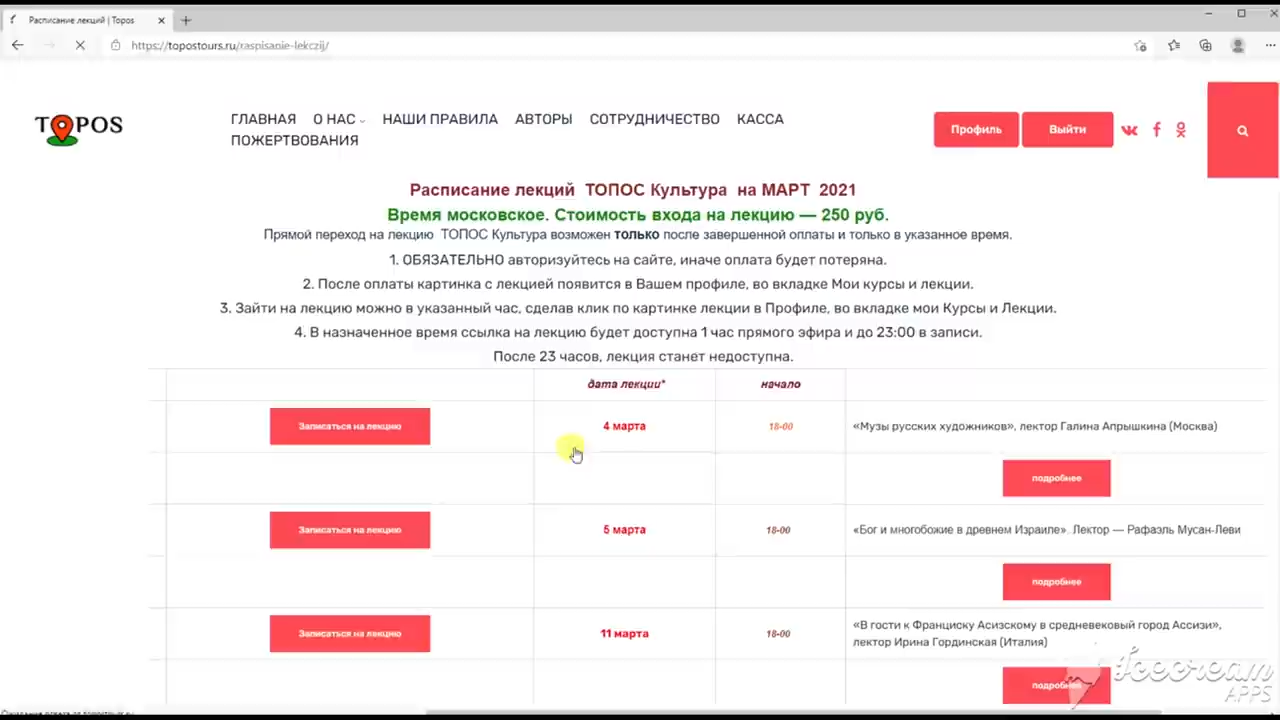 Расписание лекций | Topos
https://topostours.ru/raspisanie-lekczij/
TOPOS
ГЛАВНАЯ О НАС НАШИ ПРАВИЛА АВТОРЫ СОТРУДНИЧЕСТВО КАССА
ПОЖЕРТВОВАНИЯ
Профиль
Выйти
Расписание лекций ТОПОС Культура на МАРТ 2021
Время московское. Стоимость входа на лекцию — 250 руб.
Прямой переход на лекцию ТОПОС Культура возможен только после завершенной оплаты и только в указанное время.
1. ОБЯЗАТЕЛЬНО авторизуйтесь на сайте, иначе оплата будет потеряна.
2. После оплаты картинка с лекцией появится в Вашем профиле, во вкладке Мои курсы и лекции.
3. Зайти на лекцию можно в указанный час, сделав клик по картинке лекции в Профиле, во вкладке мои Курсы и Лекции.
4. В назначенное время ссылка на лекцию будет доступна 1 час прямого эфира и до 23:00 в записи.
После 23 часов, лекция станет недоступна.
дата лекции* начало
Записаться на лекцию 4 марта 18-00 «Музы русских художников», лектор Галина Апрышкина (Москва)
подробнее
Записаться на лекцию 5 марта 18-00 «Бог и многобожие в древнем Израиле». Лектор — Рафаэль Мусан-Леви
подробнее
Записаться на лекцию 11 марта 18-00 «В гости к Франциску Асизскому в средневековый город Ассизи»,
лектор Ирина Гординская (Италия)
подробнее
Icecream
APPS